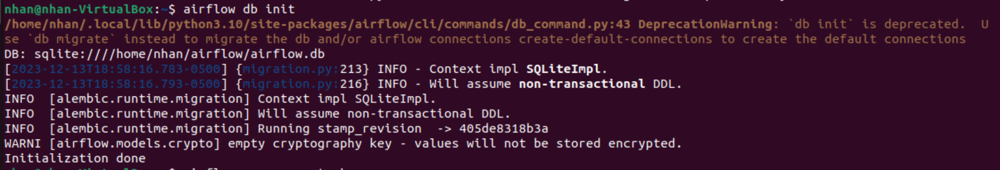 nhan@nhan-VirtualBox:~$ airflow db init
/home/nhan/.local/lib/python3.10/site-packages/airflow/cli/commands/db_command.py:43 DeprecationWarning: `db init` is deprecated.  U
se `db migrate` instead to migrate the db and/or airflow connections create-default-connections to create the default connections
DB: sqlite:////home/nhan/airflow/airflow.db
[2023-12-13T18:58:16.783-0500] {migration.py:213} INFO - Context impl SQLiteImpl.
[2023-12-13T18:58:16.793-0500] {migration.py:216} INFO - Will assume non-transactional DDL.
INFO  [alembic.runtime.migration] Context impl SQLiteImpl.
INFO  [alembic.runtime.migration] Will assume non-transactional DDL.
INFO  [alembic.runtime.migration] Running stamp_revision  -> 405de8318b3a
WARNI [airflow.models.crypto] empty cryptography key - values will not be stored encrypted.
Initialization done